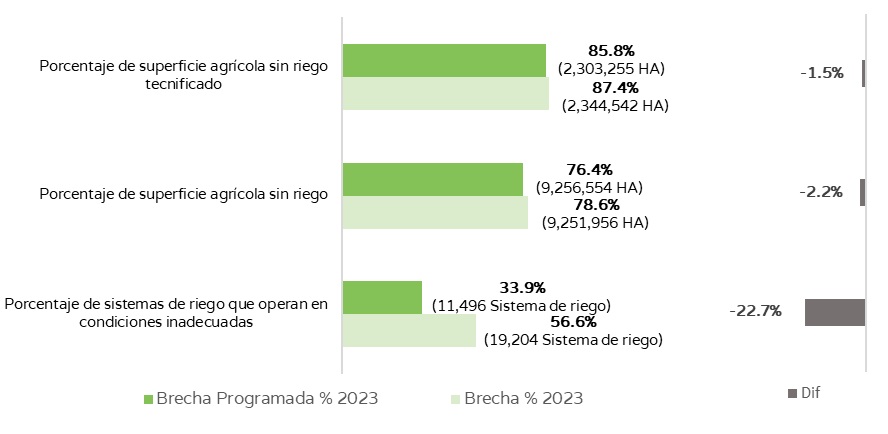 Porcentaje de superficie agrícola sin riego
tecnificado
85.8%
(2,303,255 HA)
87.4%
(2,344,542 HA)
-1.5%
Porcentaje de superficie agrícola sin riego
76.4%
(9,256,554 HA)
78.6%
(9,251,956 HA)
-2.2%
Porcentaje de sistemas de riego que operan en
condiciones inadecuadas
33.9%
(11,496 Sistema de riego)
56.6%
(19,204 Sistema de riego)
-22.7%
Brecha Programada % 2023
Brecha % 2023
Dif